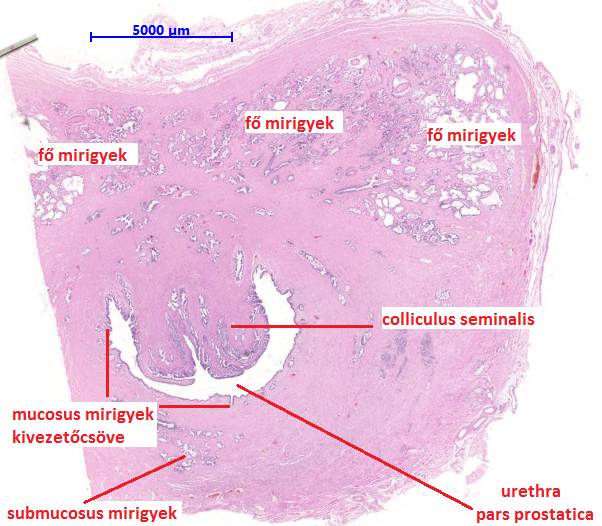 5000 µm
fő mirigyek
fő mirigyek
fő mirigyek
colliculus seminalis
mucosus mirigyek
kivezetőcsöve
urethra
pars prostatica
submucosus mirigyek